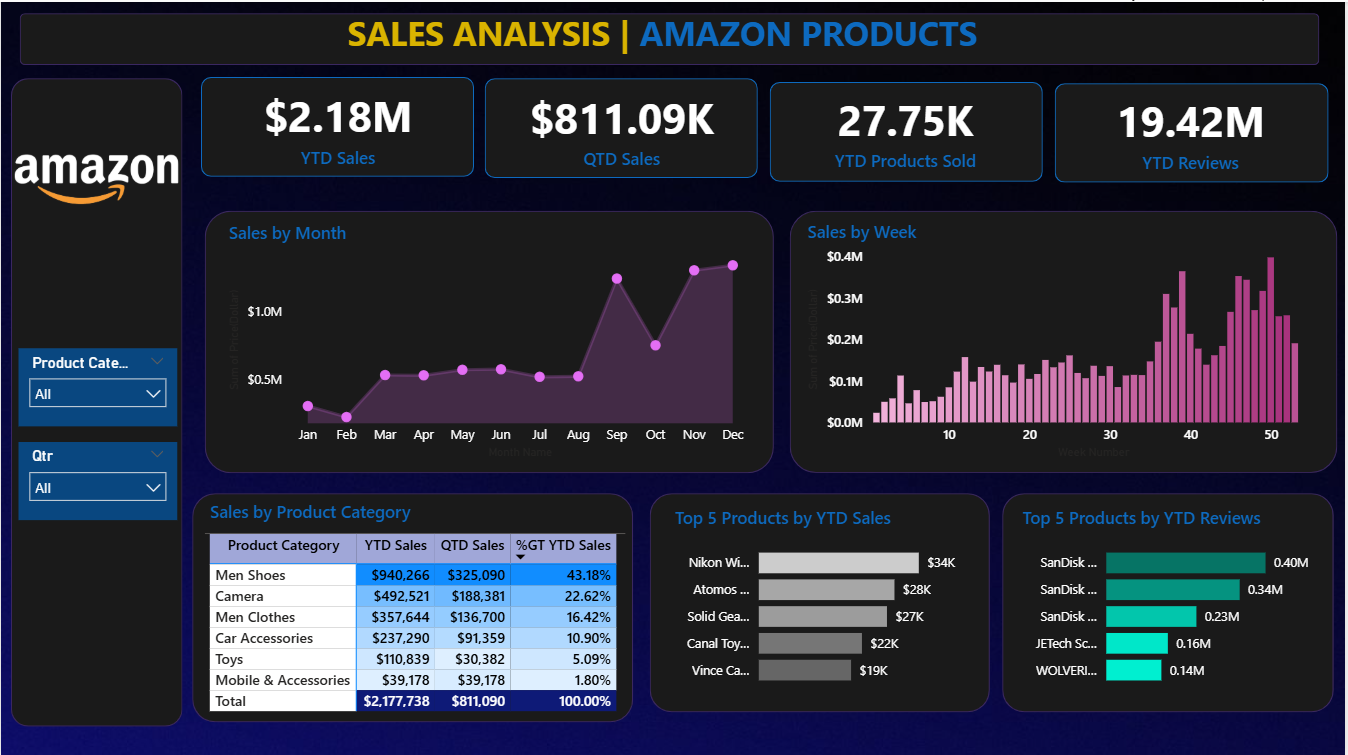 SALES ANALYSIS | AMAZON PRODUCTS
amazon
$2.18M
YTD Sales
$811.09K
QTD Sales
27.75K
YTD Products Sold
19.42M
YTD Reviews
Product Cate...
All
Qtr
All
Sales by Month
Sum of Price(Dollar)
$1.0M
$0.5M
Jan Feb Mar Apr May Jun Jul Aug Sep Oct Nov Dec
Month Name
Sales by Week
Sum of Price(Dollar)
$0.4M
$0.3M
$0.2M
$0.1M
$0.0M
10 20 30 40 50
Week Number
Sales by Product Category
Product Category YTD Sales QTD Sales %GT YTD Sales
Men Shoes $940,266 $325,090 43.18%
Camera $492,521 $188,381 22.62%
Men Clothes $357,644 $136,700 16.42%
Car Accessories $237,290 $91,359 10.90%
Toys $110,839 $30,382 5.09%
Mobile & Accessories $39,178 $39,178 1.80%
Total $2,177,738 $811,090 100.00%
Top 5 Products by YTD Sales
Nikon Wi... $34K
Atomos ... $28K
Solid Gea... $27K
Canal Toy... $22K
Vince Ca... $19K
Top 5 Products by YTD Reviews
SanDisk ... 0.40M
SanDisk ... 0.34M
SanDisk ... 0.23M
JETech Sc... 0.16M
WOLVERI... 0.14M